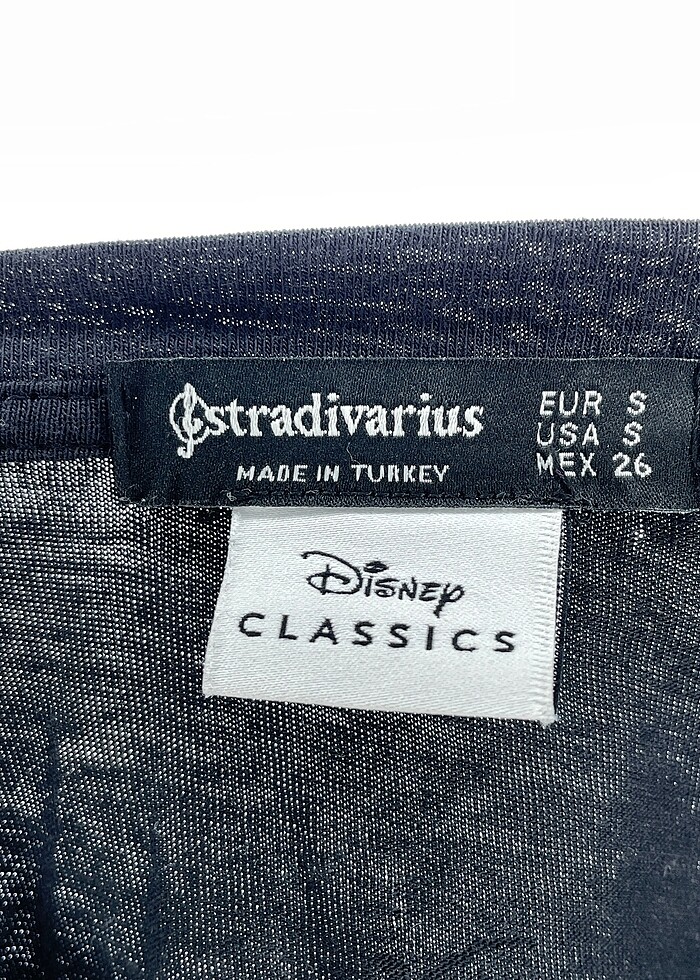 stradivarius
MADE IN TURKEY
EUR S
USA S
MEX 26
Disney
CLASSICS